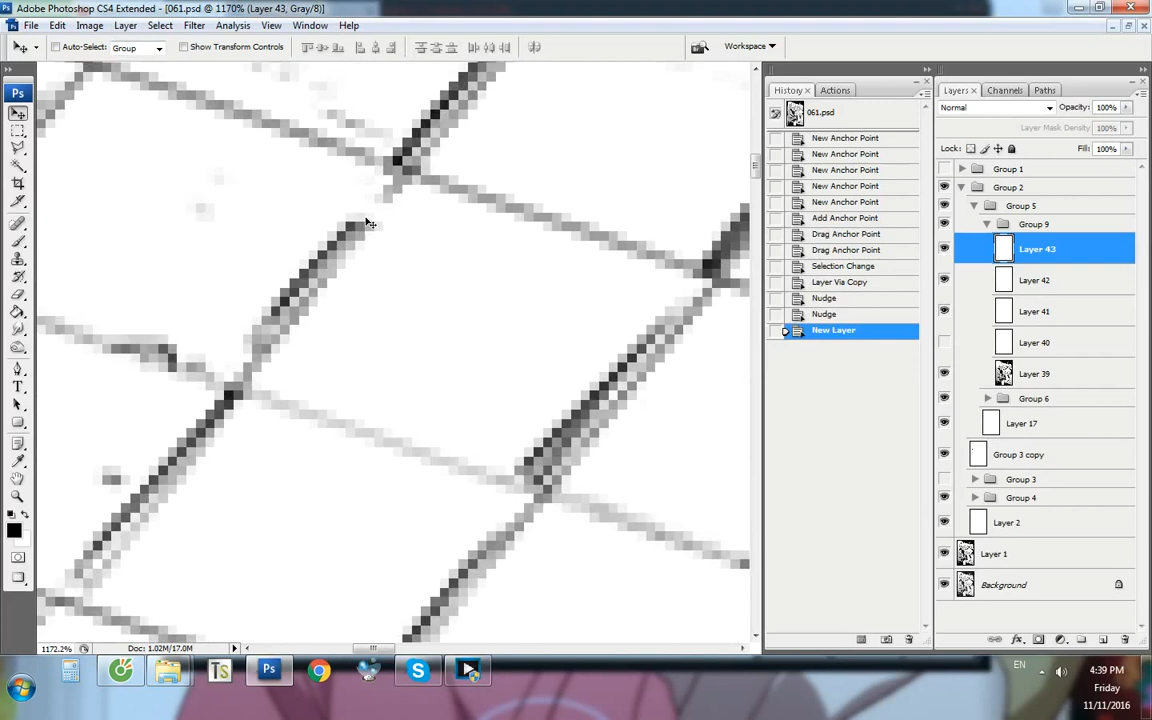 Adobe Photoshop CS4 Extended - [061.psd @ 1170% (Layer 43, Gray/8)]
File Edit Image Layer Select Filter Analysis View Window Help
Auto-Select: Group Show Transform Controls Workspace
History × Actions
061.psd
New Anchor Point
New Anchor Point
New Anchor Point
New Anchor Point
New Anchor Point
Add Anchor Point
Drag Anchor Point
Drag Anchor Point
Selection Change
Layer Via Copy
Nudge
Nudge
New Layer
Layers × Channels Paths
Normal Opacity: 100%
Layer Mask Density: 100%
Lock: Fill: 100%
Group 1
Group 2
Group 5
Group 9
Layer 43
Layer 42
Layer 41
Layer 40
Layer 39
Group 6
Layer 17
Group 3 copy
Group 3
Group 4
Layer 2
Layer 1
Background
Ps
T
1172.2% Doc: 1.02M/17.0M
TS Ps S
EN
4:39 PM
Friday
11/11/2016